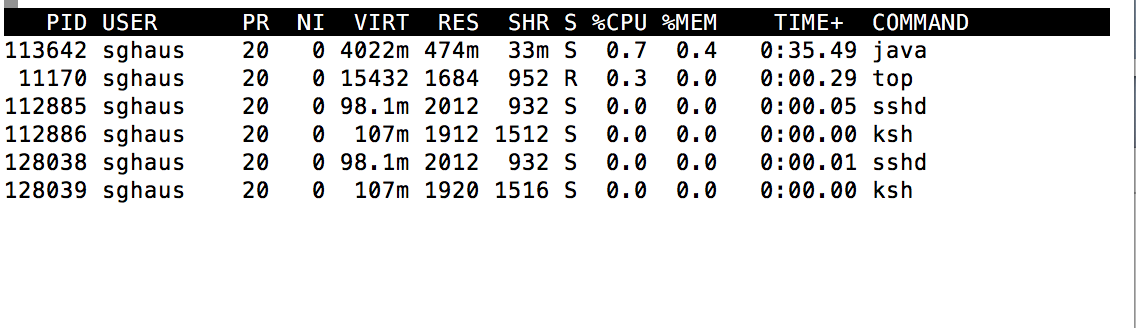 PID USER PR NI VIRT RES SHR S %CPU %MEM TIME+ COMMAND
113642 sghaus 20 0 4022m 474m 33m S 0.7 0.4 0:35.49 java
11170 sghaus 20 0 15432 1684 952 R 0.3 0.0 0:00.29 top
112885 sghaus 20 0 98.1m 2012 932 S 0.0 0.0 0:00.05 sshd
112886 sghaus 20 0 107m 1912 1512 S 0.0 0.0 0:00.00 ksh
128038 sghaus 20 0 98.1m 2012 932 S 0.0 0.0 0:00.01 sshd
128039 sghaus 20 0 107m 1920 1516 S 0.0 0.0 0:00.00 ksh